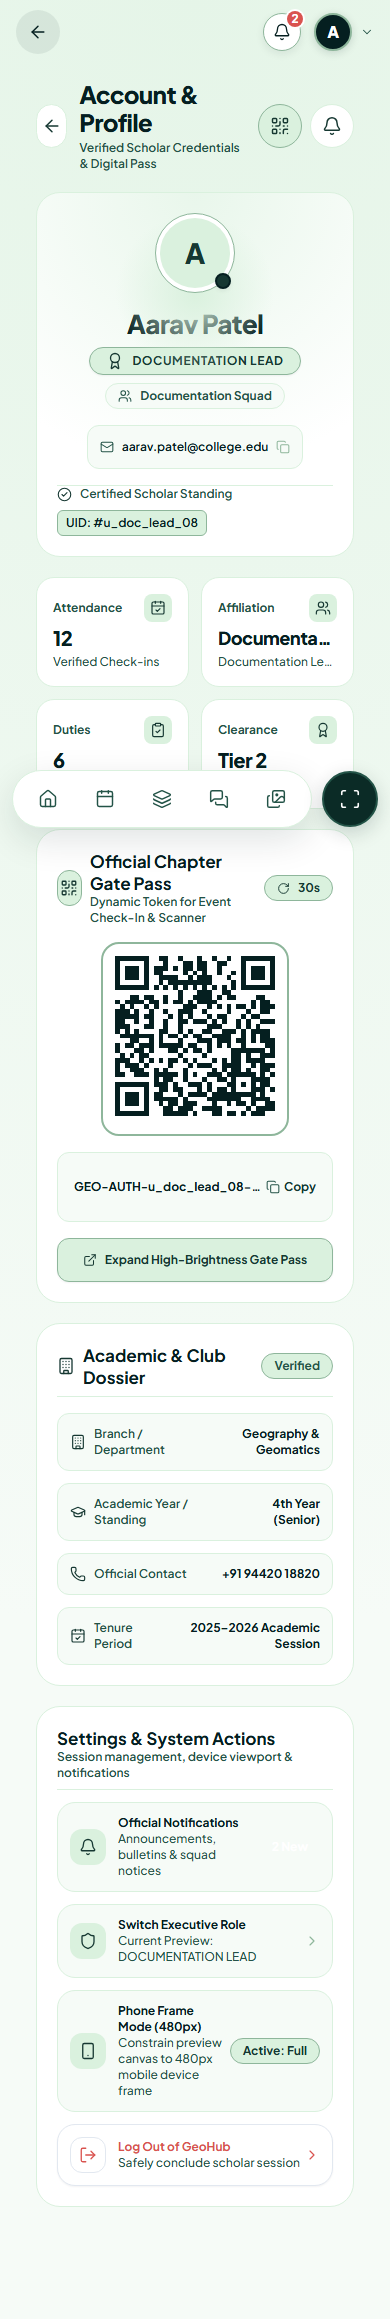 2
A
Account &
Profile
Verified Scholar Credentials
& Digital Pass
A
Aarav Patel
DOCUMENTATION LEAD
Documentation Squad
aarav.patel@college.edu
Certified Scholar Standing
UID: #u_doc_lead_08
Attendance
12
Verified Check-ins
Affiliation
Documenta...
Documentation Le...
Duties
6
Clearance
Tier 2
Official Chapter
Gate Pass
Dynamic Token for Event
Check-In & Scanner
30s
GEO-AUTH-u_doc_lead_08-...
Copy
Expand High-Brightness Gate Pass
Academic & Club
Dossier
Verified
Branch /
Department
Geography &
Geomatics
Academic Year /
Standing
4th Year
(Senior)
Official Contact
+91 94420 18820
Tenure
Period
2025-2026 Academic
Session
Settings & System Actions
Session management, device viewport &
notifications
Official Notifications
Announcements,
bulletins & squad
notices
2 New
Switch Executive Role
Current Preview:
DOCUMENTATION LEAD
Phone Frame
Mode (480px)
Constrain preview
canvas to 480px
mobile device
frame
Active: Full
Log Out of GeoHub
Safely conclude scholar session